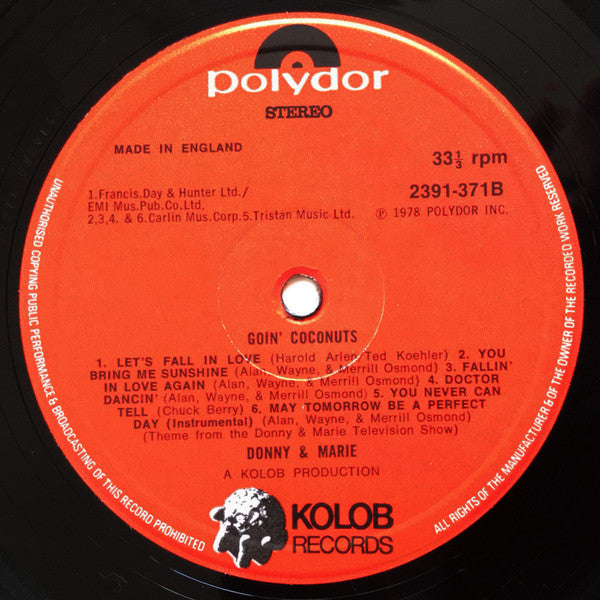 polydor
STEREO
MADE IN ENGLAND
33⅓ rpm
1.Francis.Day & Hunter Ltd./
EMI Mus.Pub.Co.Ltd.
2,3,4. & 6.Carlin Mus.Corp.5.Tristan Music Ltd.
2391-371B
℗ 1978 POLYDOR INC.
GOIN' COCONUTS
1. LET'S FALL IN LOVE (Harold Arlen/Ted Koehler) 2. YOU
BRING ME SUNSHINE (Alan, Wayne, & Merrill Osmond) 3. FALLIN'
IN LOVE AGAIN (Alan, Wayne, & Merrill Osmond) 4. DOCTOR
DANCIN' (Alan, Wayne, & Merrill Osmond) 5. YOU NEVER CAN
TELL (Chuck Berry) 6. MAY TOMORROW BE A PERFECT
DAY (Instrumental) (Alan, Wayne, & Merrill Osmond)
(Theme from the Donny & Marie Television Show)
DONNY & MARIE
A KOLOB PRODUCTION
KOLOB
RECORDS
UNAUTHORISED COPYING PUBLIC PERFORMANCE & BROADCASTING OF THIS RECORD PROHIBITED
ALL RIGHTS OF THE MANUFACTURER & OF THE OWNER OF THE RECORDED WORK RESERVED